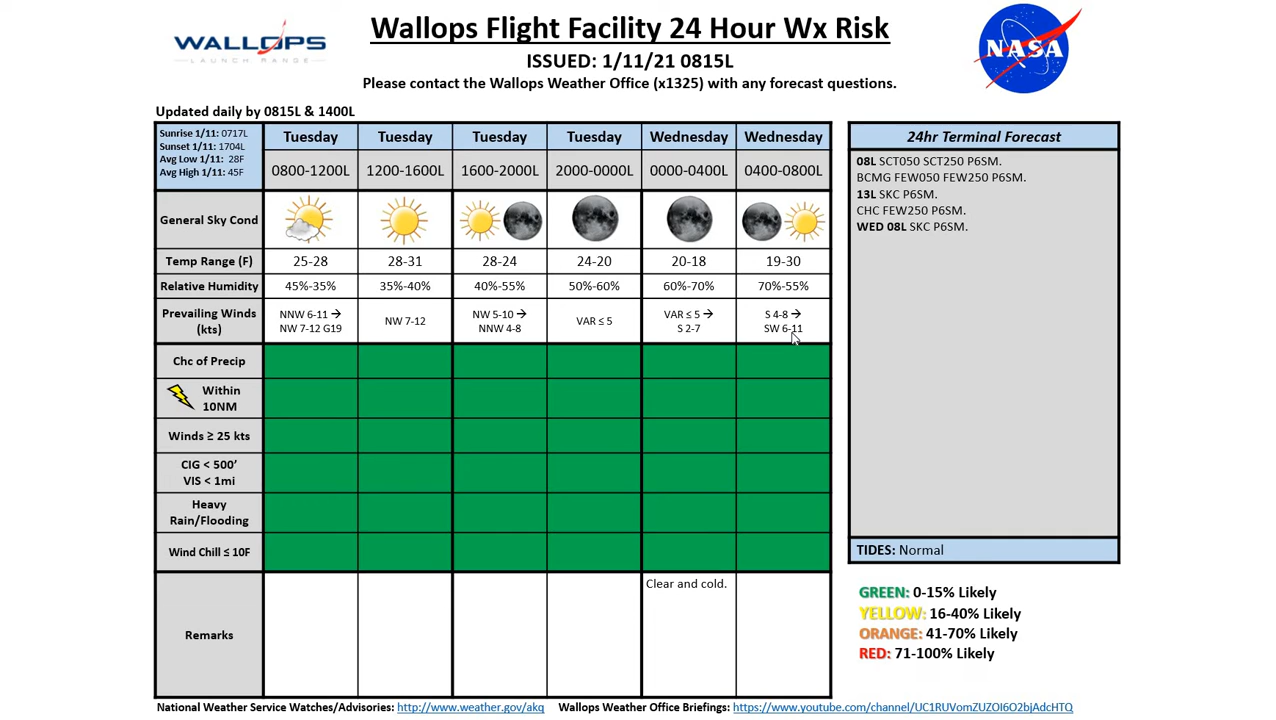 WALLOPS
LAUNCH RANGE
Wallops Flight Facility 24 Hour Wx Risk
ISSUED: 1/11/21 0815L
Please contact the Wallops Weather Office (x1325) with any forecast questions.
NASA
Updated daily by 0815L & 1400L
Sunrise 1/11: 0717L
Sunset 1/11: 1704L
Avg Low 1/11: 28F
Avg High 1/11: 45F
Tuesday Tuesday Tuesday Tuesday Wednesday Wednesday
0800-1200L 1200-1600L 1600-2000L 2000-0000L 0000-0400L 0400-0800L
General Sky Cond
Temp Range (F) 25-28 28-31 28-24 24-20 20-18 19-30
Relative Humidity 45%-35% 35%-40% 40%-55% 50%-60% 60%-70% 70%-55%
Prevailing Winds (kts)
NNW 6-11 →
NW 7-12 G19
NW 7-12
NW 5-10 →
NNW 4-8
VAR ≤ 5
VAR ≤ 5 →
S 2-7
S 4-8 →
SW 6-11
Chc of Precip
Within
10NM
Winds ≥ 25 kts
CIG < 500’
VIS < 1mi
Heavy
Rain/Flooding
Wind Chill ≤ 10F
Remarks
Clear and cold.
24hr Terminal Forecast
08L SCT050 SCT250 P6SM.
BCMG FEW050 FEW250 P6SM.
13L SKC P6SM.
CHC FEW250 P6SM.
WED 08L SKC P6SM.
TIDES: Normal
GREEN: 0-15% Likely
YELLOW: 16-40% Likely
ORANGE: 41-70% Likely
RED: 71-100% Likely
National Weather Service Watches/Advisories: http://www.weather.gov/akq Wallops Weather Office Briefings: https://www.youtube.com/channel/UC1RUVomZUZOl6O2bjAdcHTQ